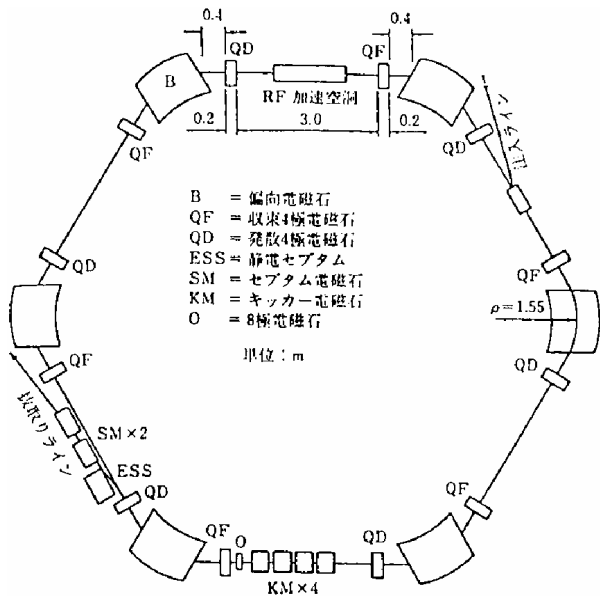 0.4
0.4
QD
QF
B
RF 加速空洞
0.2
3.0
0.2
QF
QD
注入ライン
B = 偏向電磁石
QF = 収束4極電磁石
QD = 発散4極電磁石
ESS= 静電セプタム
SM = セプタム電磁石
KM = キッカー電磁石
O = 8極電磁石
単位：m
QD
QF
ρ=1.55
QF
QD
抜取りライン
SM×2
ESS
QD
QF
QF
O
QD
KM×4